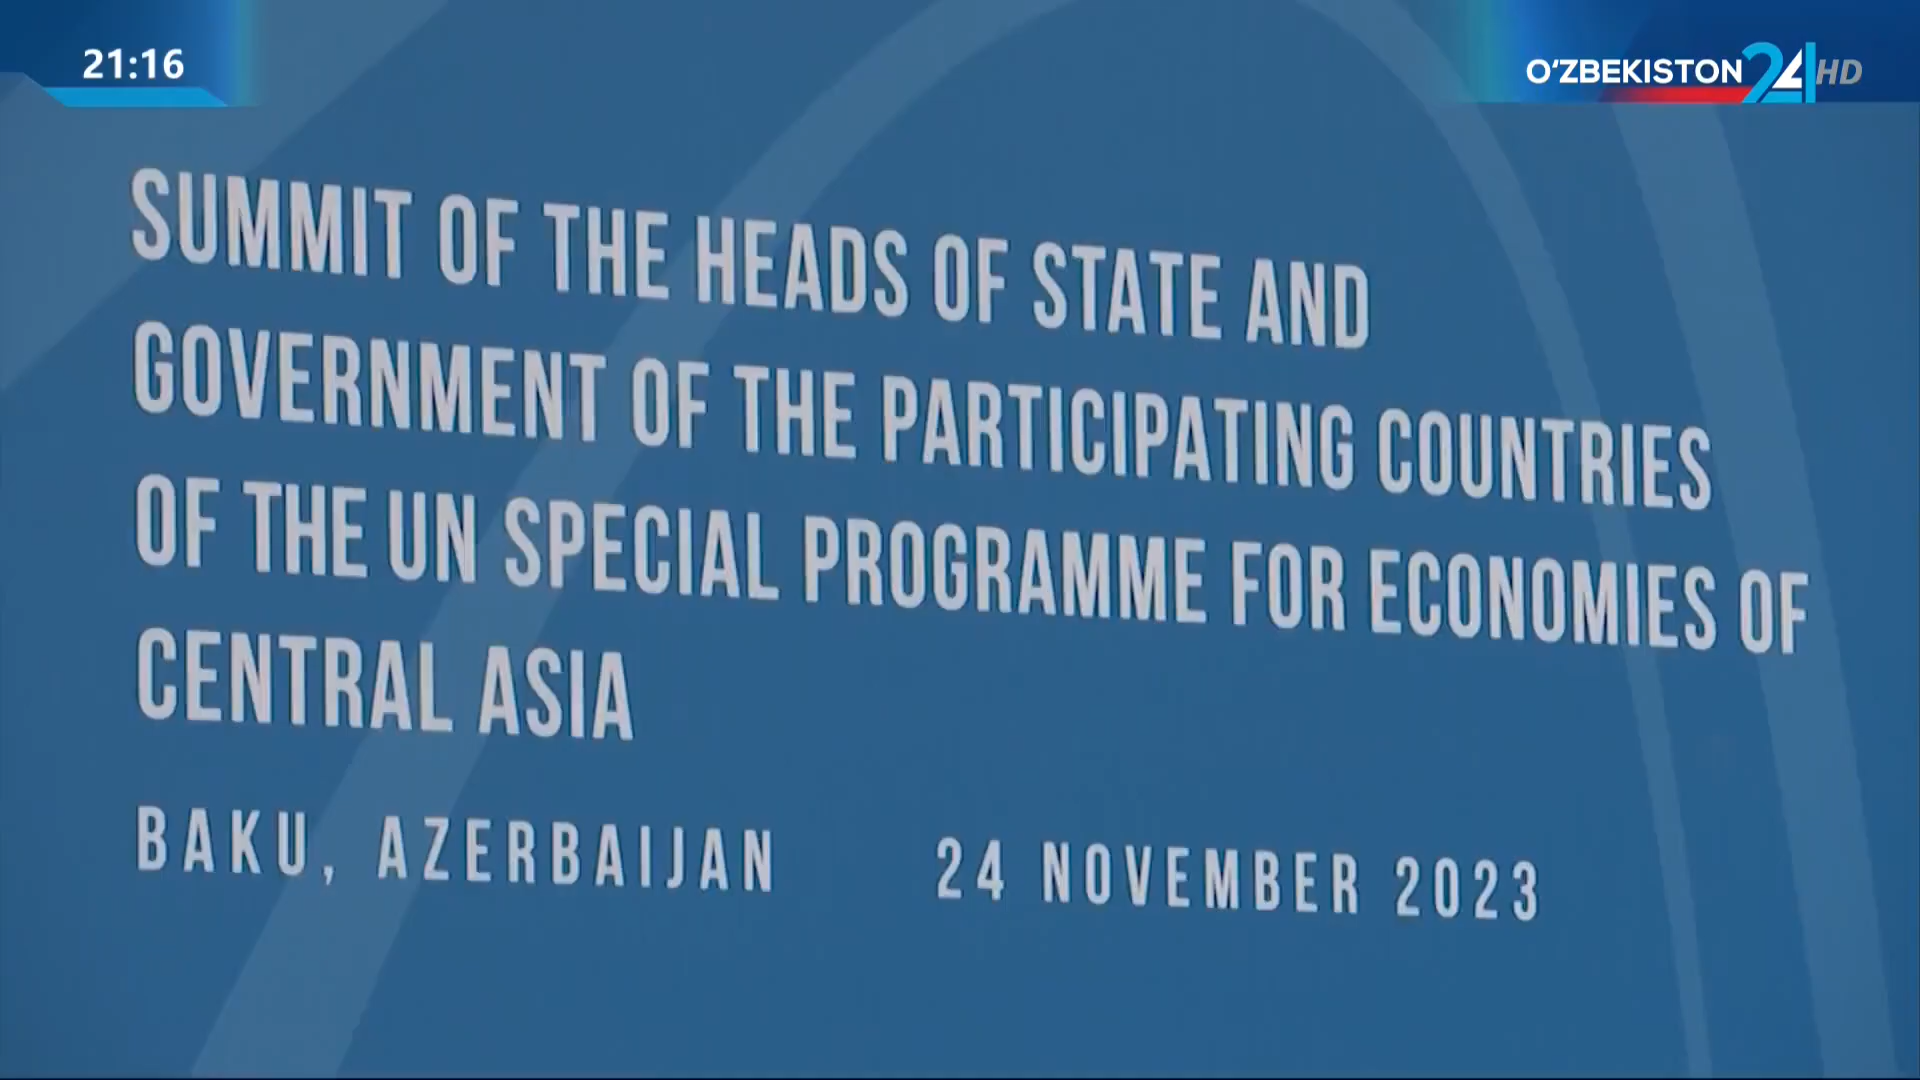 21:16
O‘ZBEKISTON 24 HD
SUMMIT OF THE HEADS OF STATE AND
GOVERNMENT OF THE PARTICIPATING COUNTRIES
OF THE UN SPECIAL PROGRAMME FOR ECONOMIES OF
CENTRAL ASIA
BAKU, AZERBAIJAN 24 NOVEMBER 2023